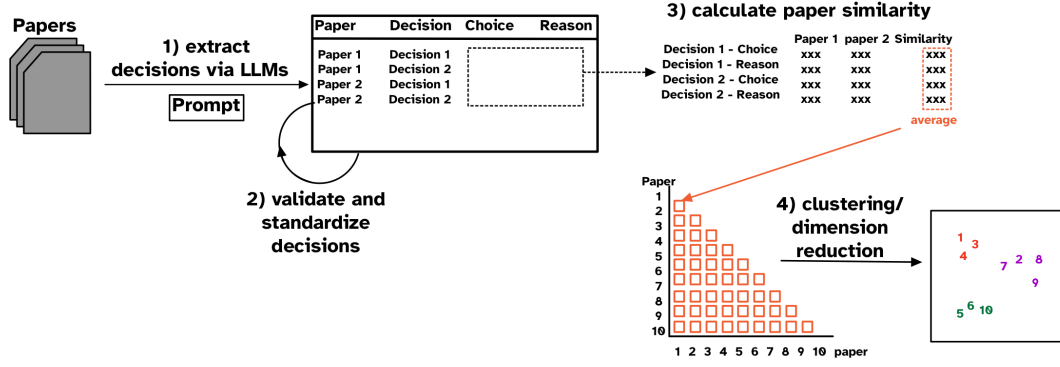 Papers
1) extract
decisions via LLMs
Prompt
Paper Decision Choice Reason
Paper 1 Decision 1
Paper 1 Decision 2
Paper 2 Decision 1
Paper 2 Decision 2
2) validate and
standardize
decisions
3) calculate paper similarity
Paper 1 paper 2 Similarity
Decision 1 - Choice xxx xxx xxx
Decision 1 - Reason xxx xxx xxx
Decision 2 - Choice xxx xxx xxx
Decision 2 - Reason xxx xxx xxx
average
Paper
1
2
3
4
5
6
7
8
9
10
1 2 3 4 5 6 7 8 9 10 paper
4) clustering/
dimension
reduction
1
3
4
7 2 8
9
5 6 10